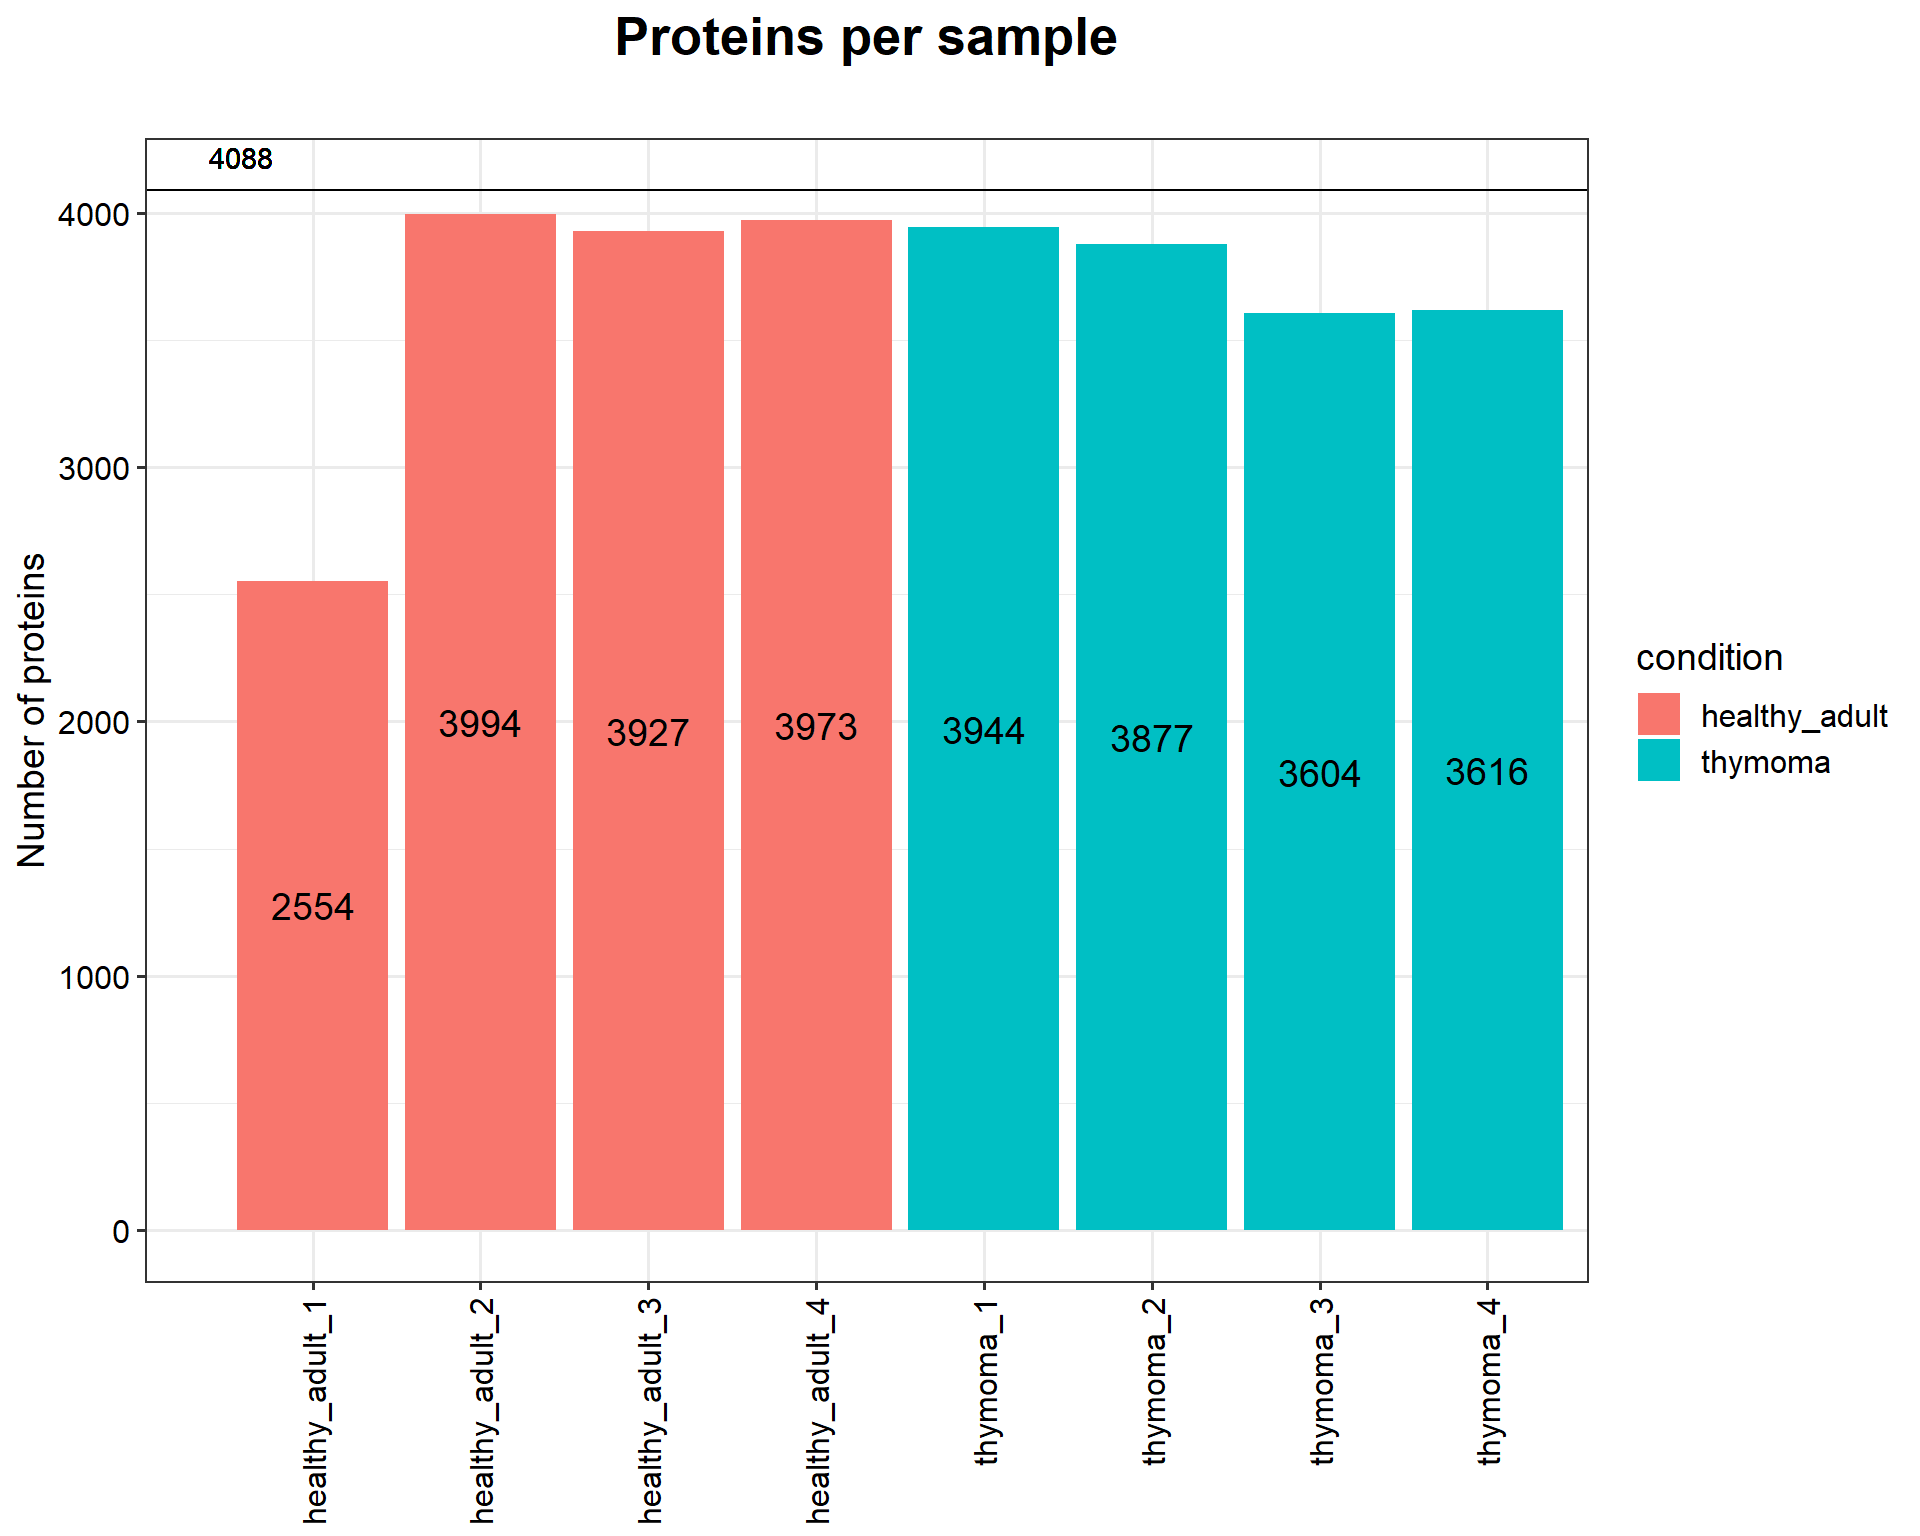 Proteins per sample
4088
4000
3000
2000
1000
0
Number of proteins
2554
3994
3927
3973
3944
3877
3604
3616
healthy_adult_1
healthy_adult_2
healthy_adult_3
healthy_adult_4
thymoma_1
thymoma_2
thymoma_3
thymoma_4
condition
healthy_adult
thymoma